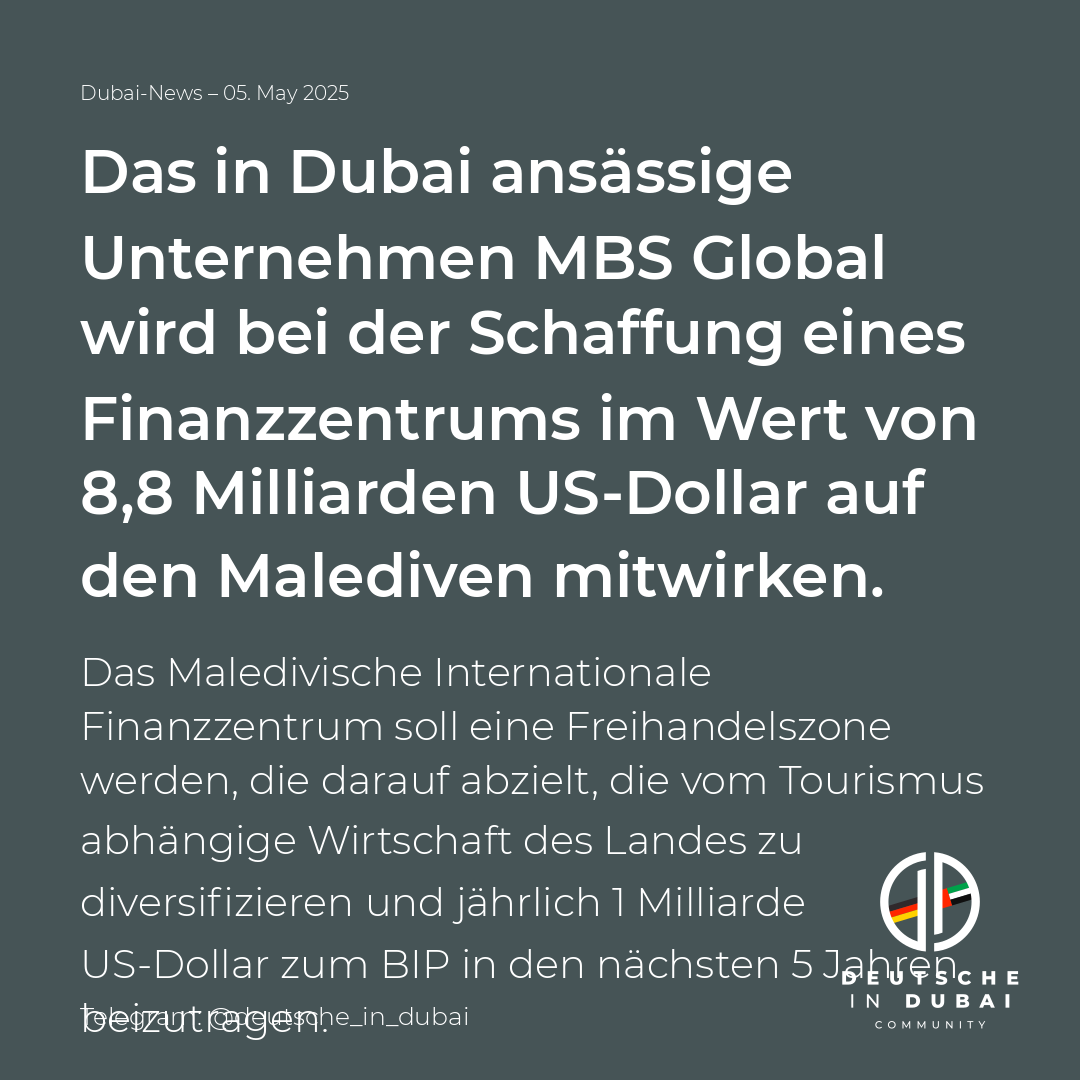 Dubai-News – 05. May 2025
Das in Dubai ansässige
Unternehmen MBS Global
wird bei der Schaffung eines
Finanzzentrums im Wert von
8,8 Milliarden US-Dollar auf
den Malediven mitwirken.
Das Maledivische Internationale
Finanzzentrum soll eine Freihandelszone
werden, die darauf abzielt, die vom Tourismus
abhängige Wirtschaft des Landes zu
diversifizieren und jährlich 1 Milliarde
US-Dollar zum BIP in den nächsten 5 Jahren
beizutragen.
Telegram: @deutsche_in_dubai
DEUTSCHE
IN DUBAI
COMMUNITY